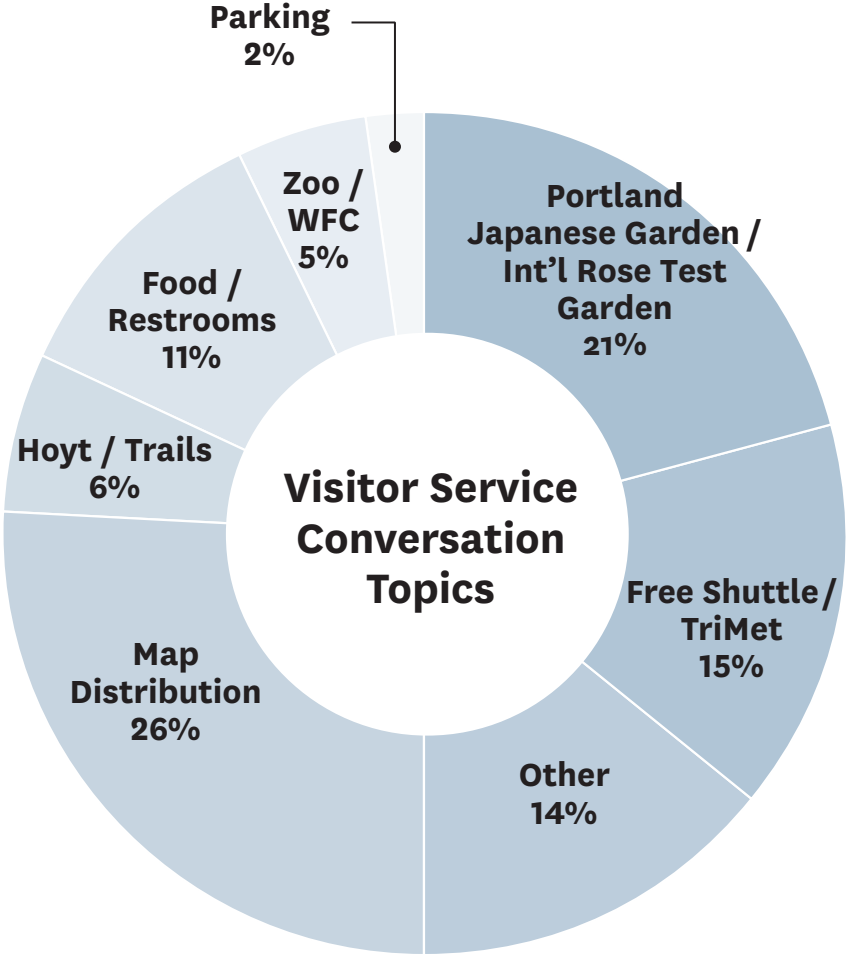 Parking
2%
Portland
Japanese Garden /
Int’l Rose Test
Garden
21%
Free Shuttle /
TriMet
15%
Other
14%
Map
Distribution
26%
Hoyt / Trails
6%
Food /
Restrooms
11%
Zoo /
WFC
5%
Visitor Service
Conversation
Topics